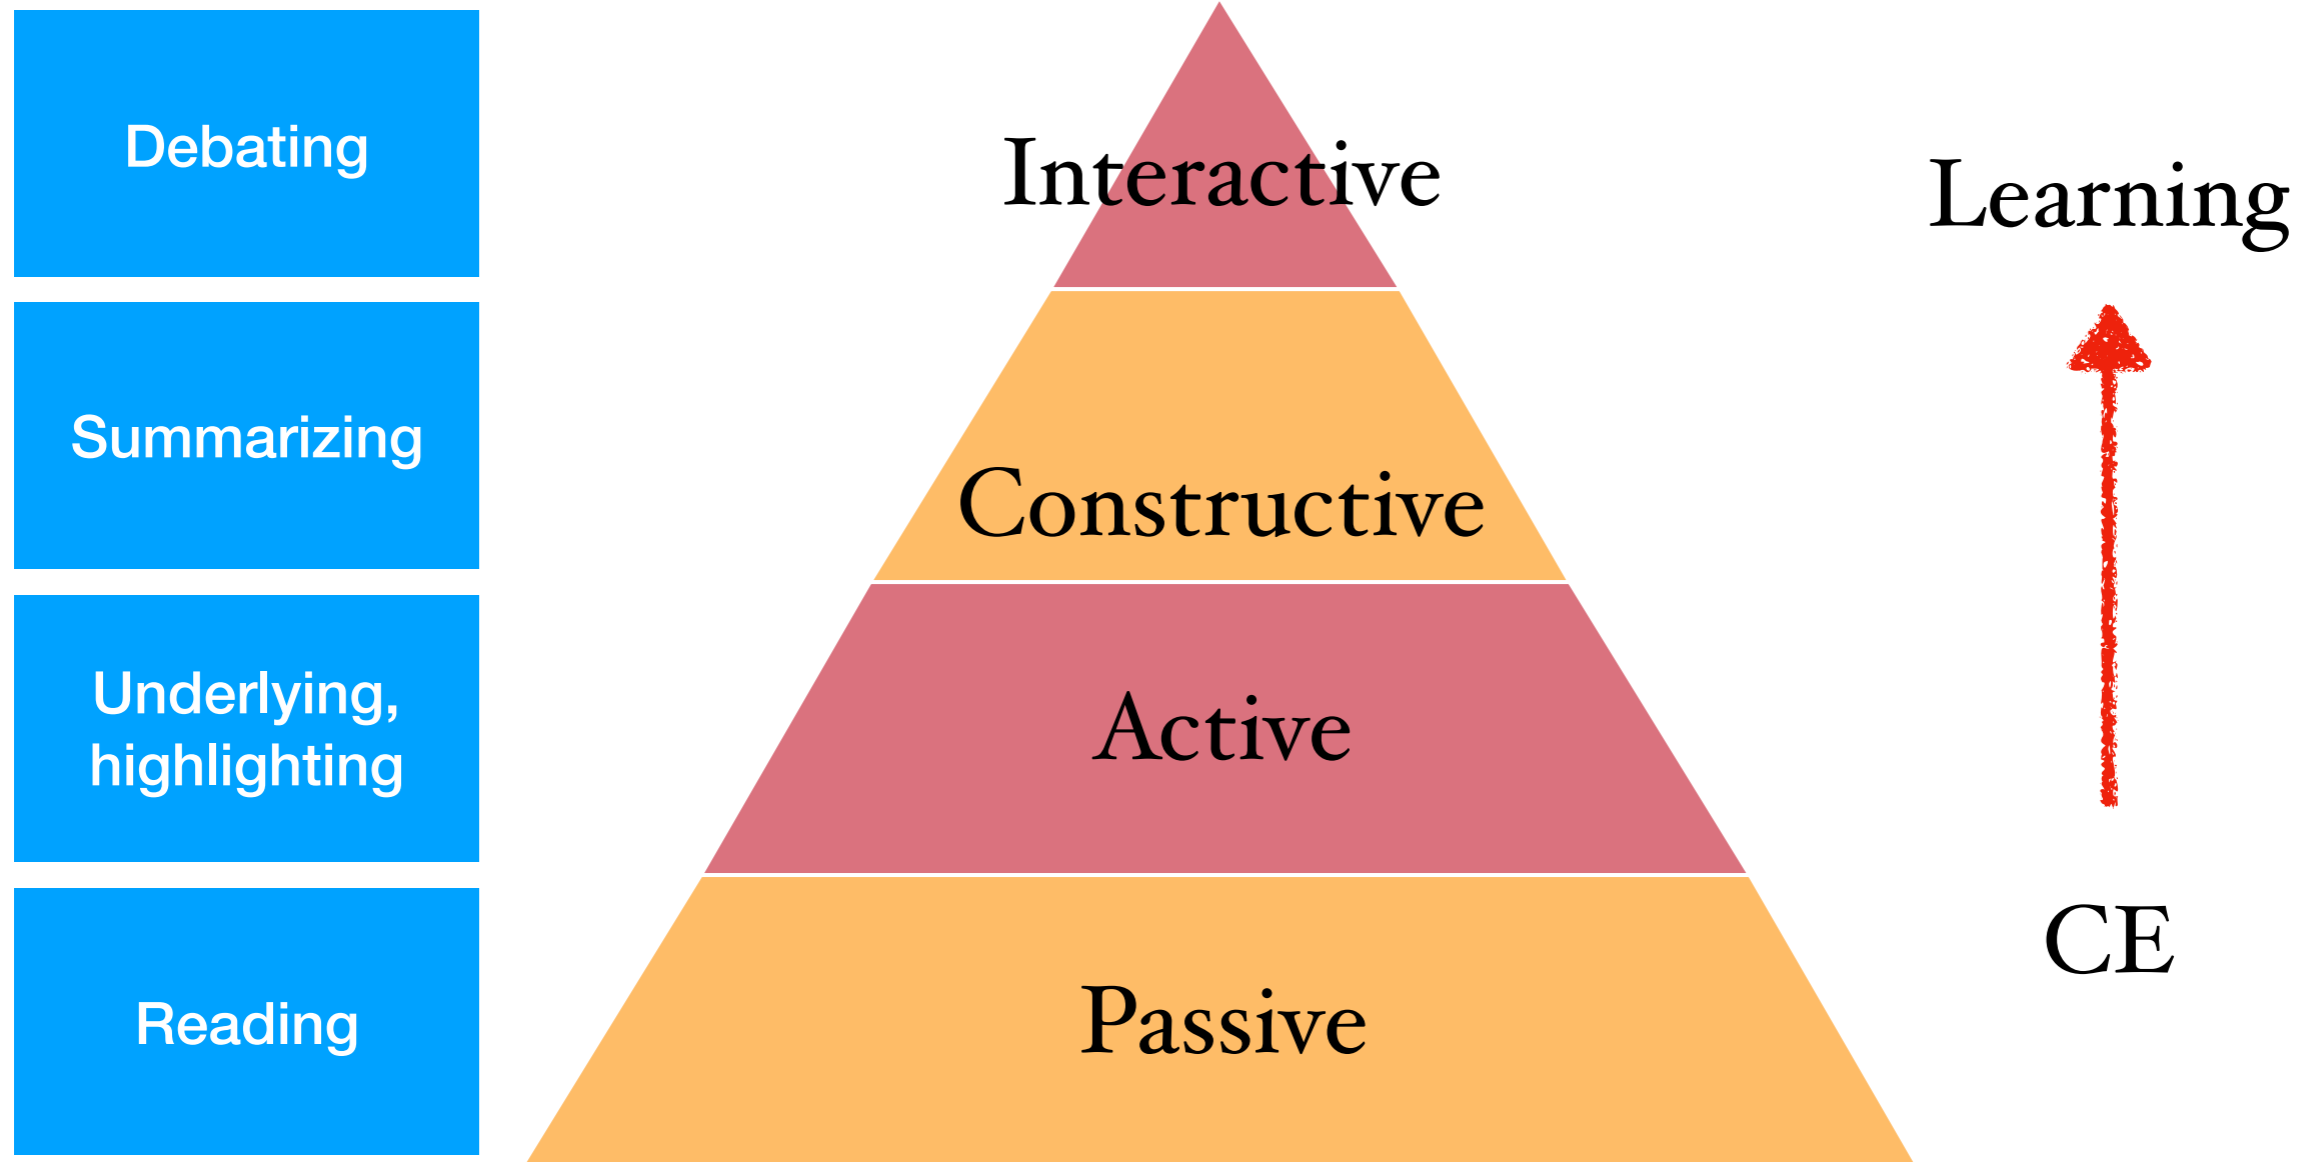 Debating
Interactive
Learning
Summarizing
Constructive
Underlying,
highlighting
Active
CE
Reading
Passive